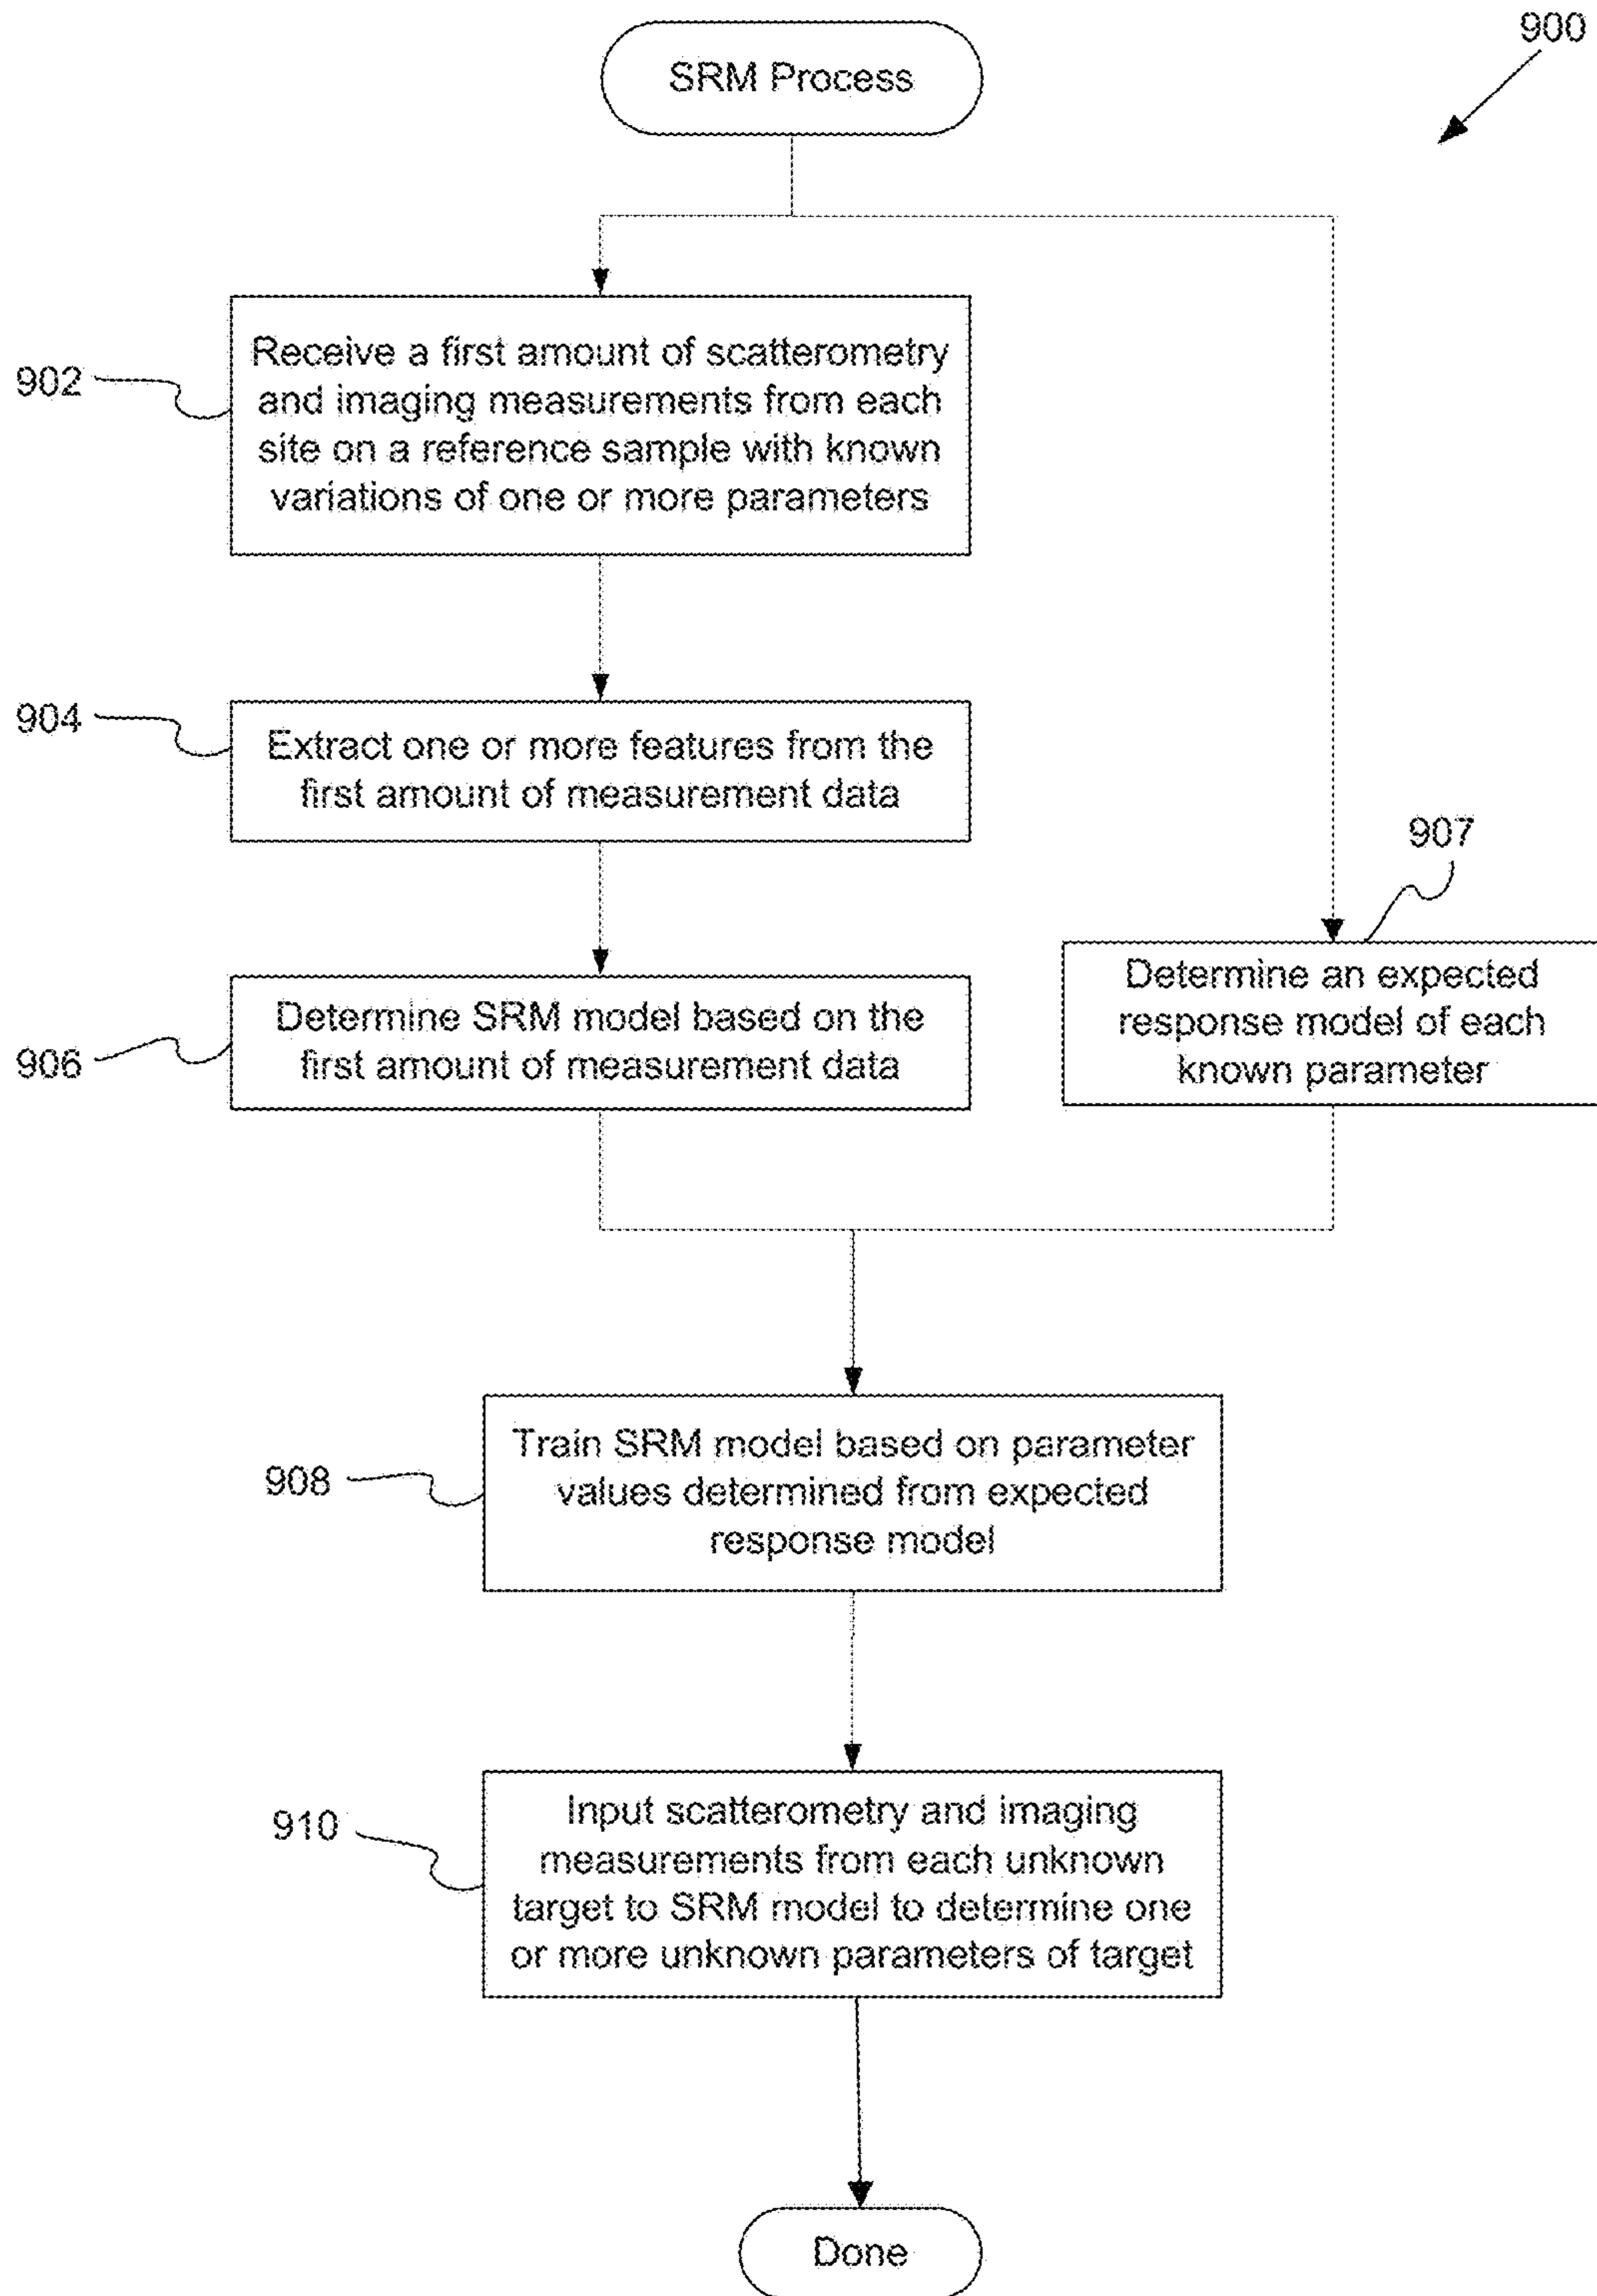 900
SRM Process
902
Receive a first amount of scatterometry
and imaging measurements from each
site on a reference sample with known
variations of one or more parameters
904
Extract one or more features from the
first amount of measurement data
907
906
Determine SRM model based on the
first amount of measurement data
Determine an expected
response model of each
known parameter
908
Train SRM model based on parameter
values determined from expected
response model
910
Input scatterometry and imaging
measurements from each unknown
target to SRM model to determine one
or more unknown parameters of target
Done